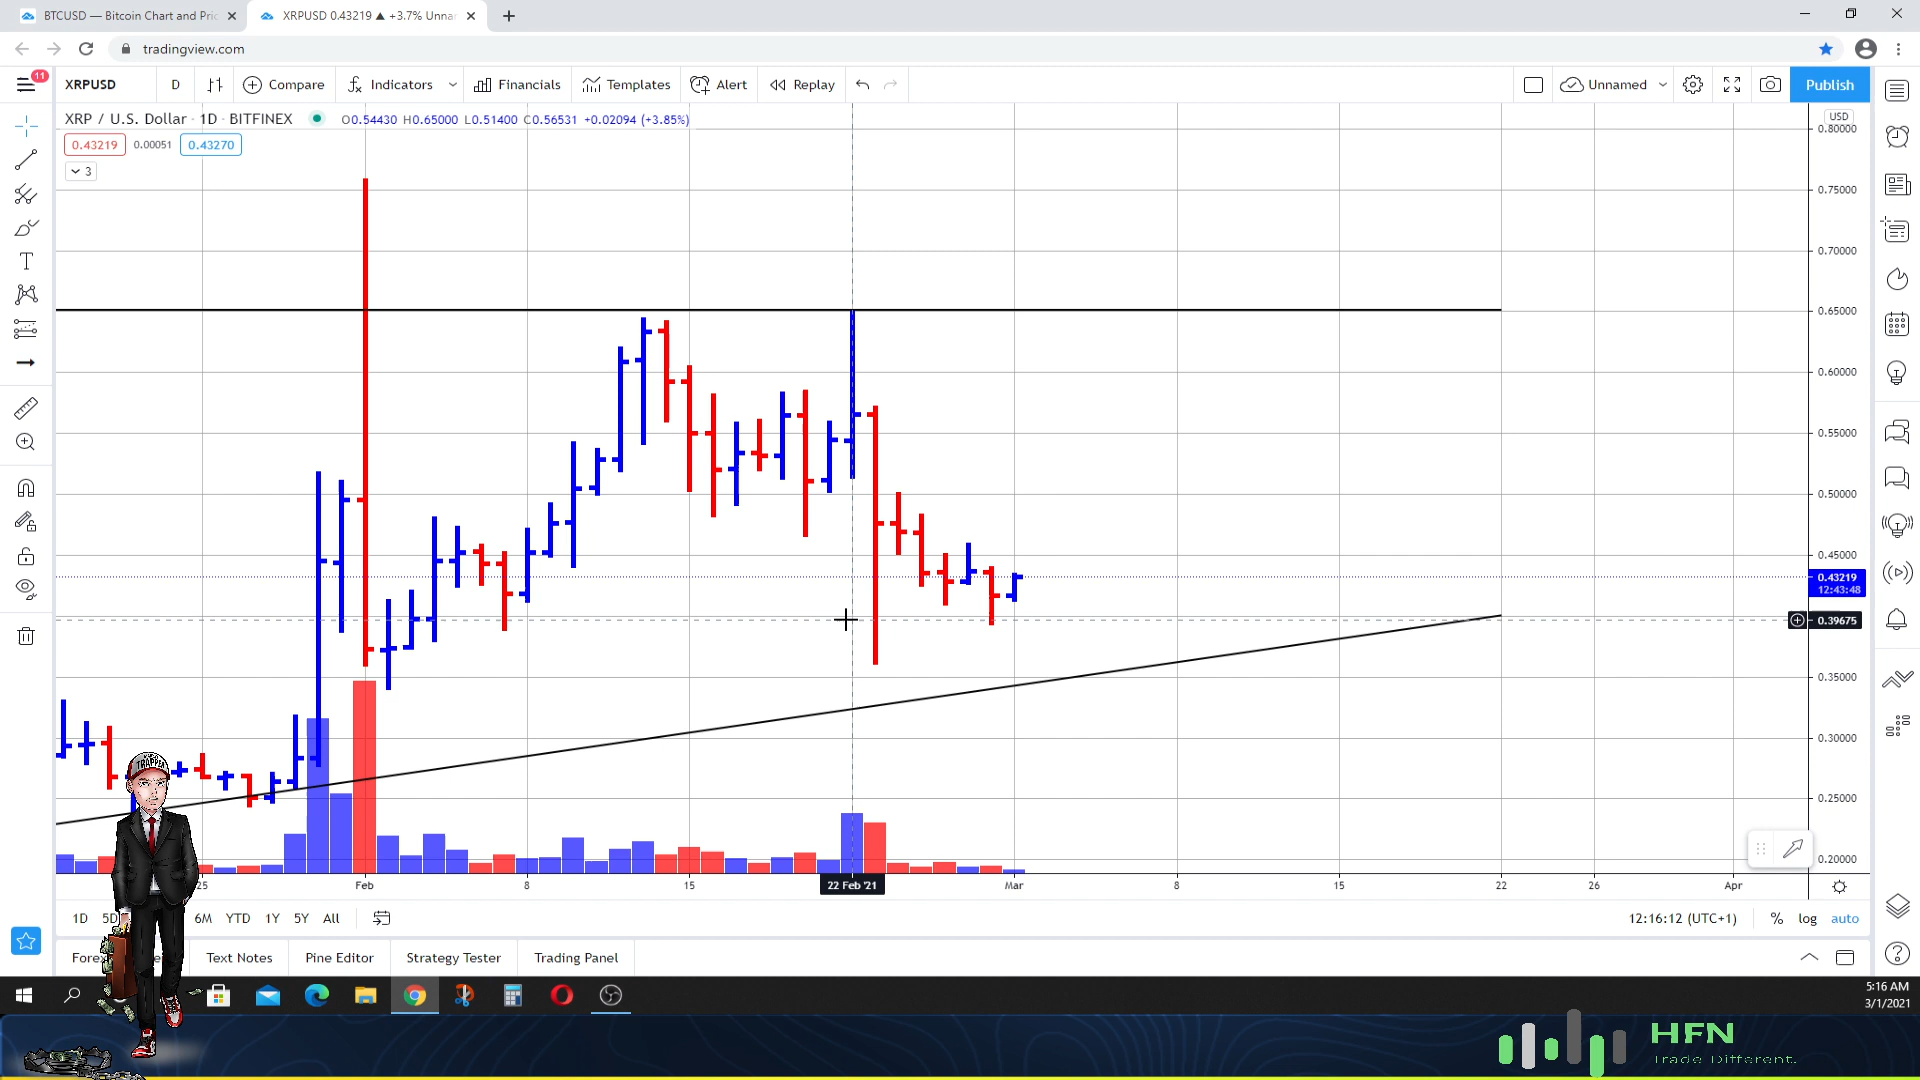 BTCUSD — Bitcoin Chart and Pric
XRPUSD 0.43219 ▲ +3.7% Unnar
tradingview.com
11
XRPUSD D Compare Indicators Financials Templates Alert Replay Unnamed Publish
XRP / U.S. Dollar · 1D · BITFINEX O0.54430 H0.65000 L0.51400 C0.56531 +0.02094 (+3.85%)
0.43219 0.00051 0.43270
3
USD
0.80000
0.75000
0.70000
0.65000
0.60000
0.55000
0.50000
0.45000
0.43219
12:43:48
0.39675
0.35000
0.30000
0.25000
0.20000
TRAPPER
25 Feb 8 15 22 Feb '21 Mar 8 15 22 26 Apr
1D 5D 6M YTD 1Y 5Y All 12:16:12 (UTC+1) % log auto
Text Notes Pine Editor Strategy Tester Trading Panel
5:16 AM
3/1/2021
HFN
Trade Different.